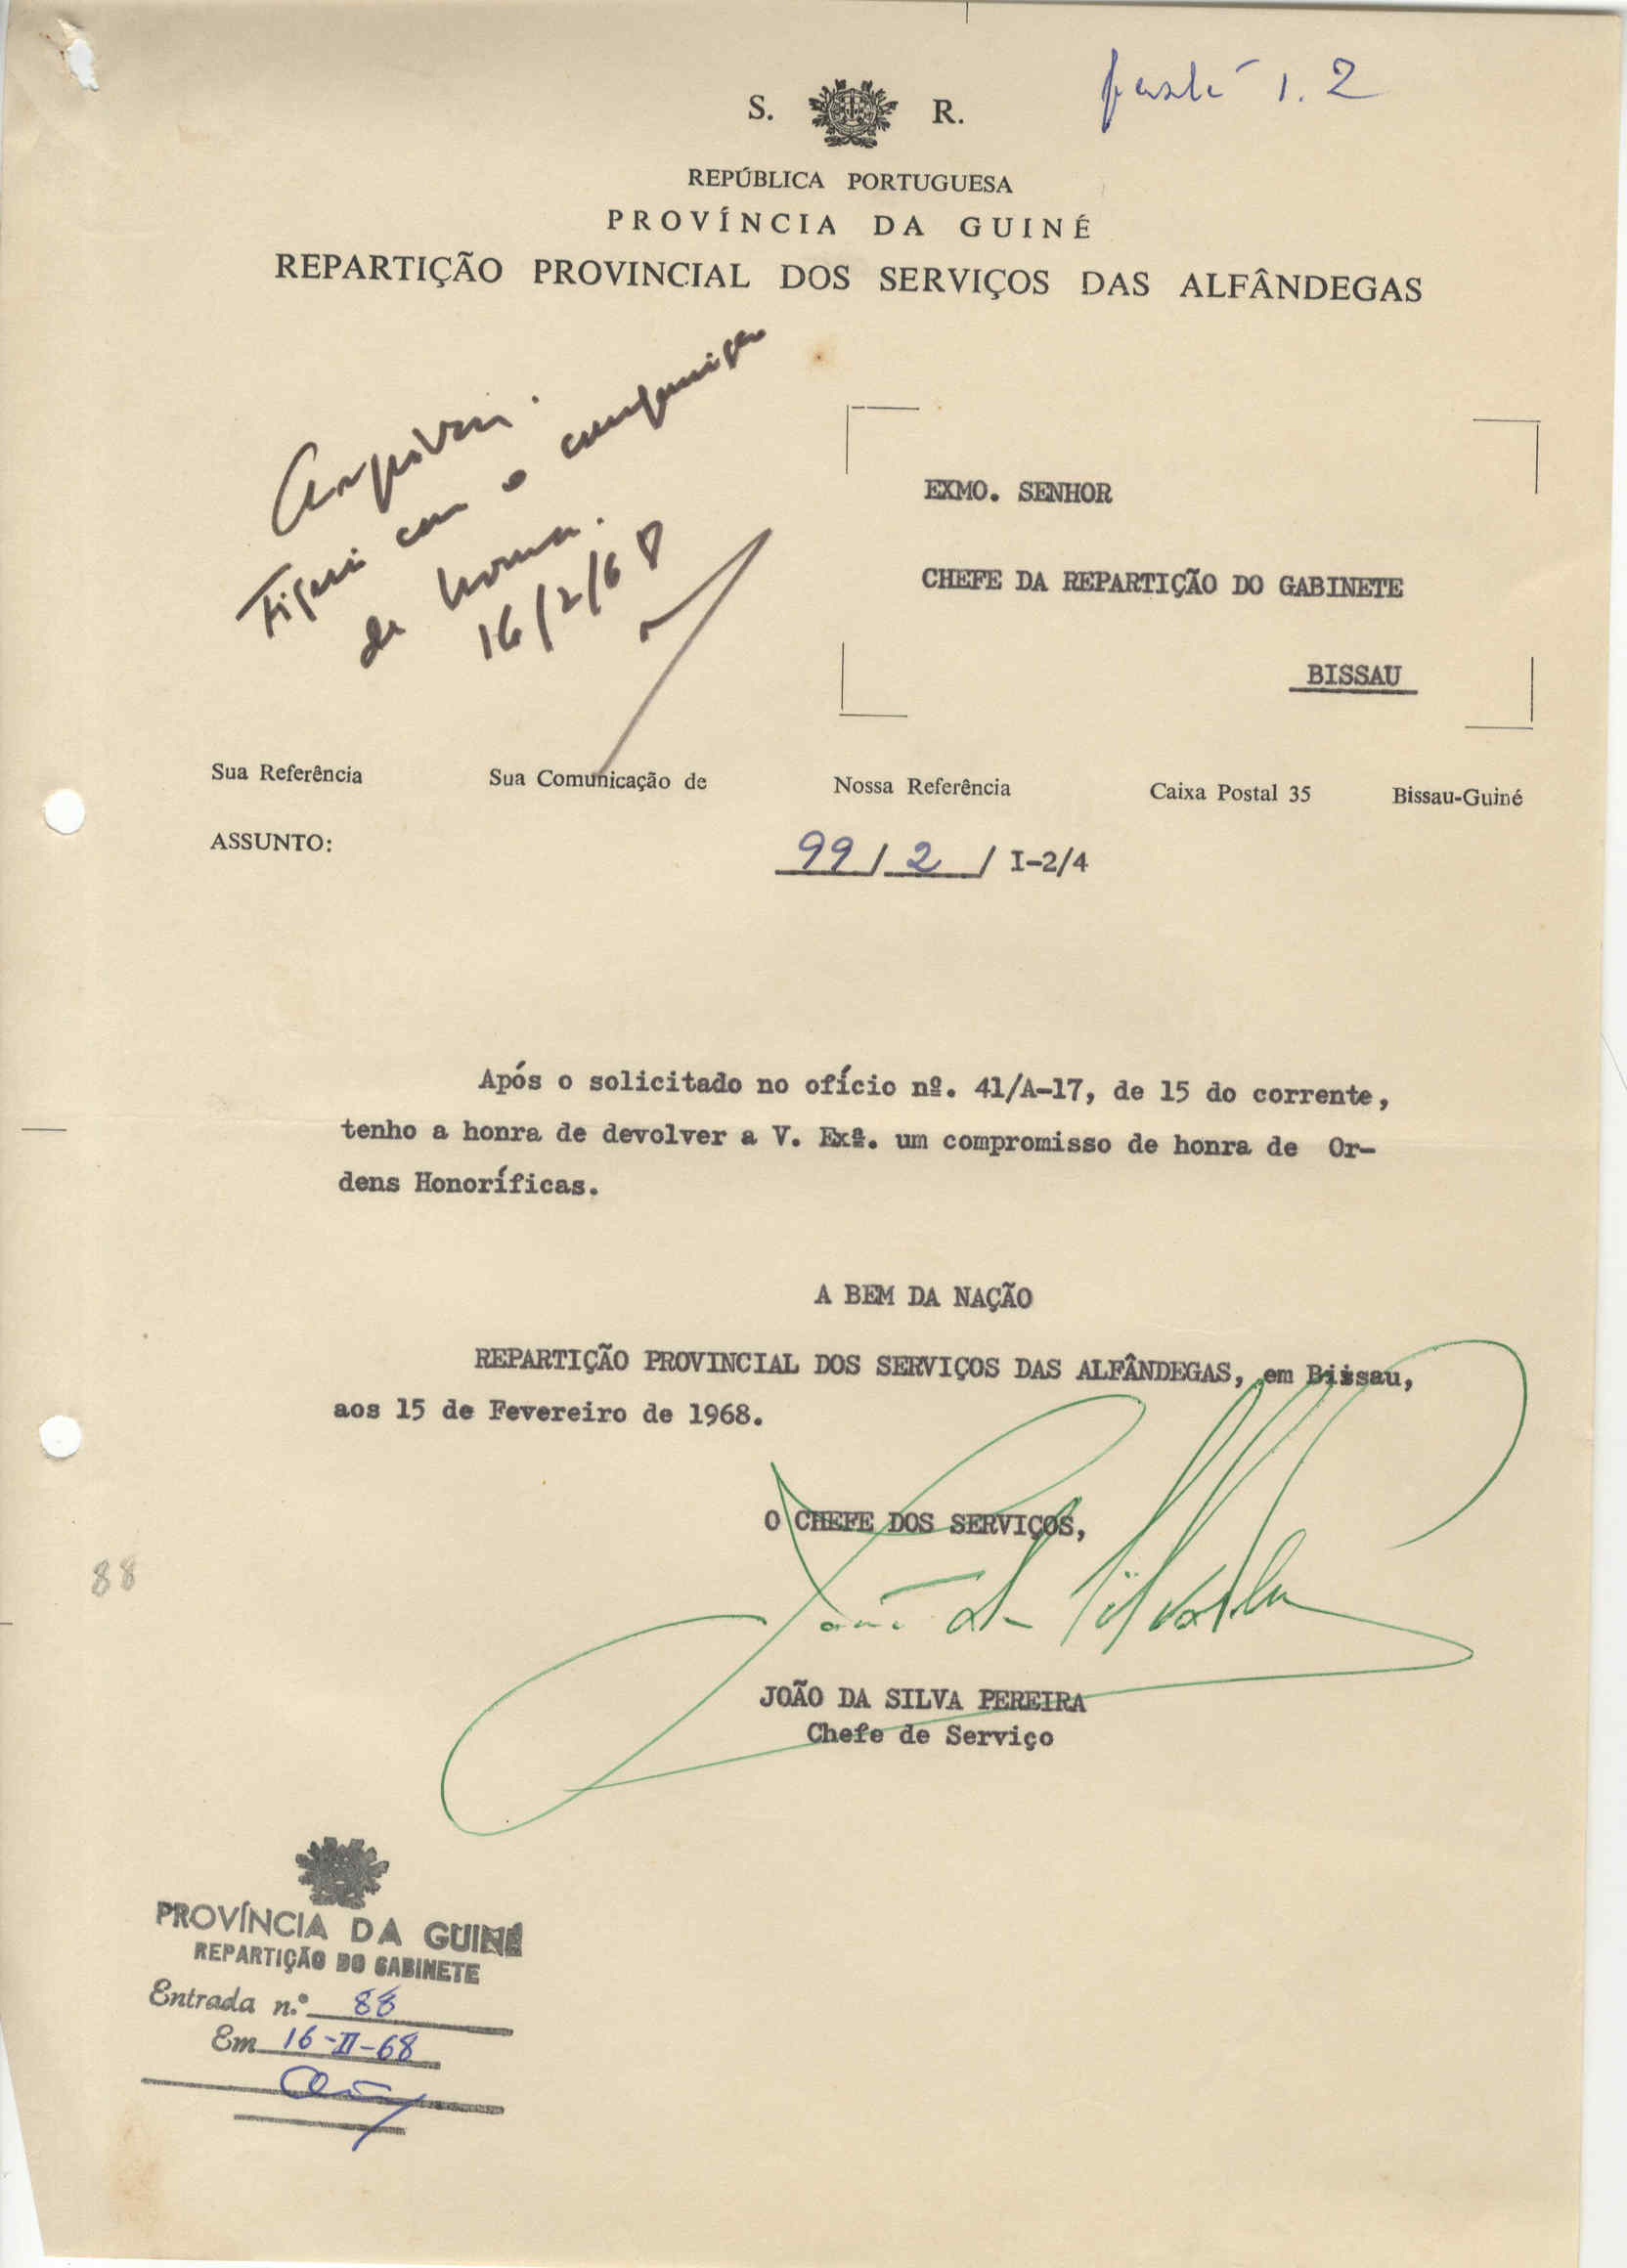 1.2
S. R.
REPÚBLICA PORTUGUESA
PROVÍNCIA DA GUINÉ
REPARTIÇÃO PROVINCIAL DOS SERVIÇOS DAS ALFÂNDEGAS
Arquivar.
Fiquei com o compromisso
de honra.
16/2/68
EXMO. SENHOR
CHEFE DA REPARTIÇÃO DO GABINETE
BISSAU
Sua Referência Sua Comunicação de Nossa Referência Caixa Postal 35 Bissau-Guiné
ASSUNTO:
99/2/I-2/4
Após o solicitado no ofício nº. 41/A-17, de 15 do corrente,
tenho a honra de devolver a V. Exª. um compromisso de honra de Or-
dens Honoríficas.
A BEM DA NAÇÃO
REPARTIÇÃO PROVINCIAL DOS SERVIÇOS DAS ALFÂNDEGAS, em Bissau,
aos 15 de Fevereiro de 1968.
O CHEFE DOS SERVIÇOS,
88
João da Silva
JOÃO DA SILVA PEREIRA
Chefe de Serviço
PROVÍNCIA DA GUINÉ
REPARTIÇÃO DO GABINETE
Entrada n.º 88
Em 16-II-68